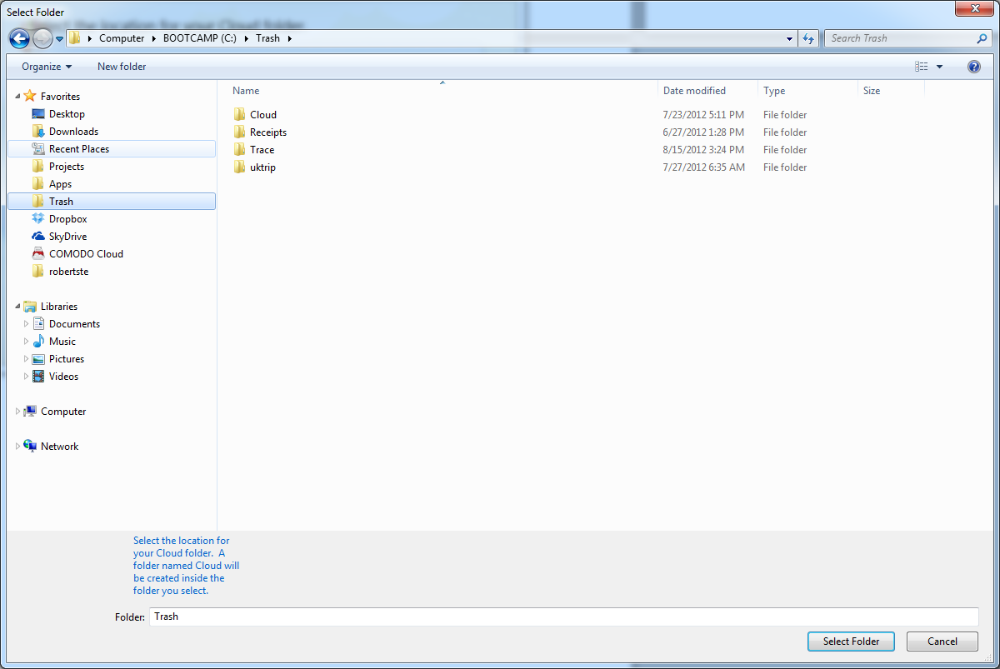 Select Folder
Computer BOOTCAMP (C:) Trash
Search Trash
Organize New folder
Name Date modified Type Size
Cloud 7/23/2012 5:11 PM File folder
Receipts 6/27/2012 1:28 PM File folder
Trace 8/15/2012 3:24 PM File folder
uktrip 7/27/2012 6:35 AM File folder
Favorites
Desktop
Downloads
Recent Places
Projects
Apps
Trash
Dropbox
SkyDrive
COMODO Cloud
robertste
Libraries
Documents
Music
Pictures
Videos
Computer
Network
Select the location for
your Cloud folder. A
folder named Cloud will
be created inside the
folder you select.
Folder: Trash
Select Folder Cancel